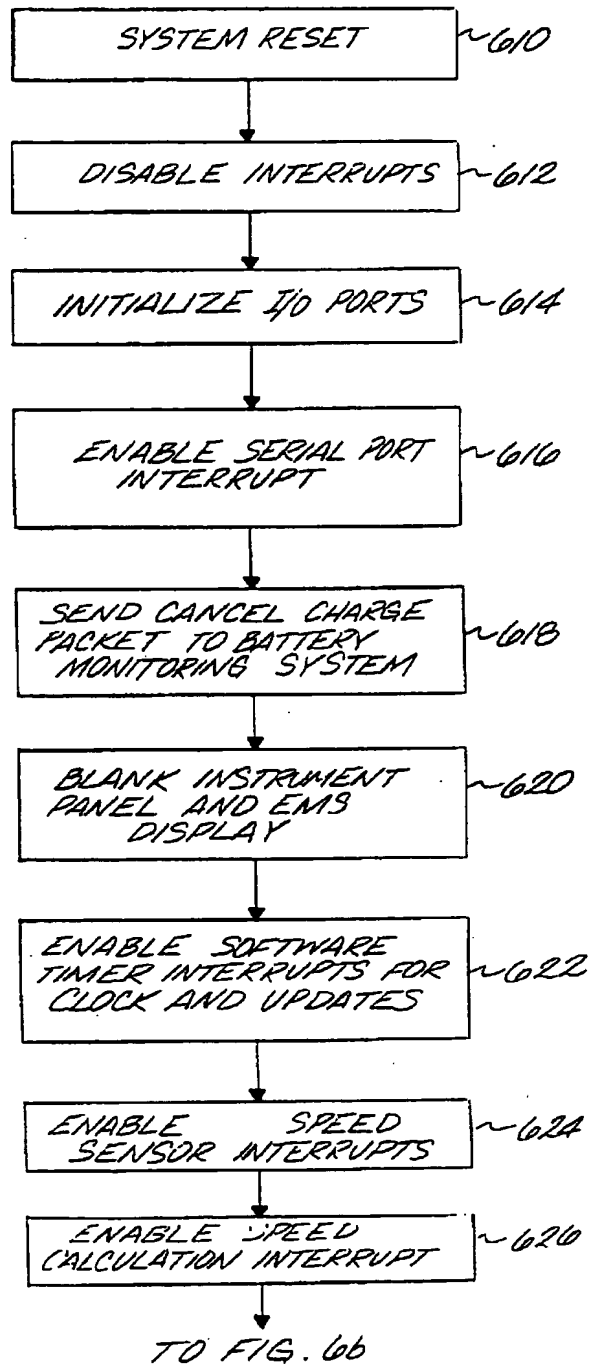 SYSTEM RESET
610
DISABLE INTERRUPTS
612
INITIALIZE I/O PORTS
614
ENABLE SERIAL PORT
INTERRUPT
616
SEND CANCEL CHARGE
PACKET TO BATTERY
MONITORING SYSTEM
618
BLANK INSTRUMENT
PANEL AND EMS
DISPLAY
620
ENABLE SOFTWARE
TIMER INTERRUPTS FOR
CLOCK AND UPDATES
622
ENABLE SPEED
SENSOR INTERRUPTS
624
ENABLE SPEED
CALCULATION INTERRUPT
626
TO FIG. 6b